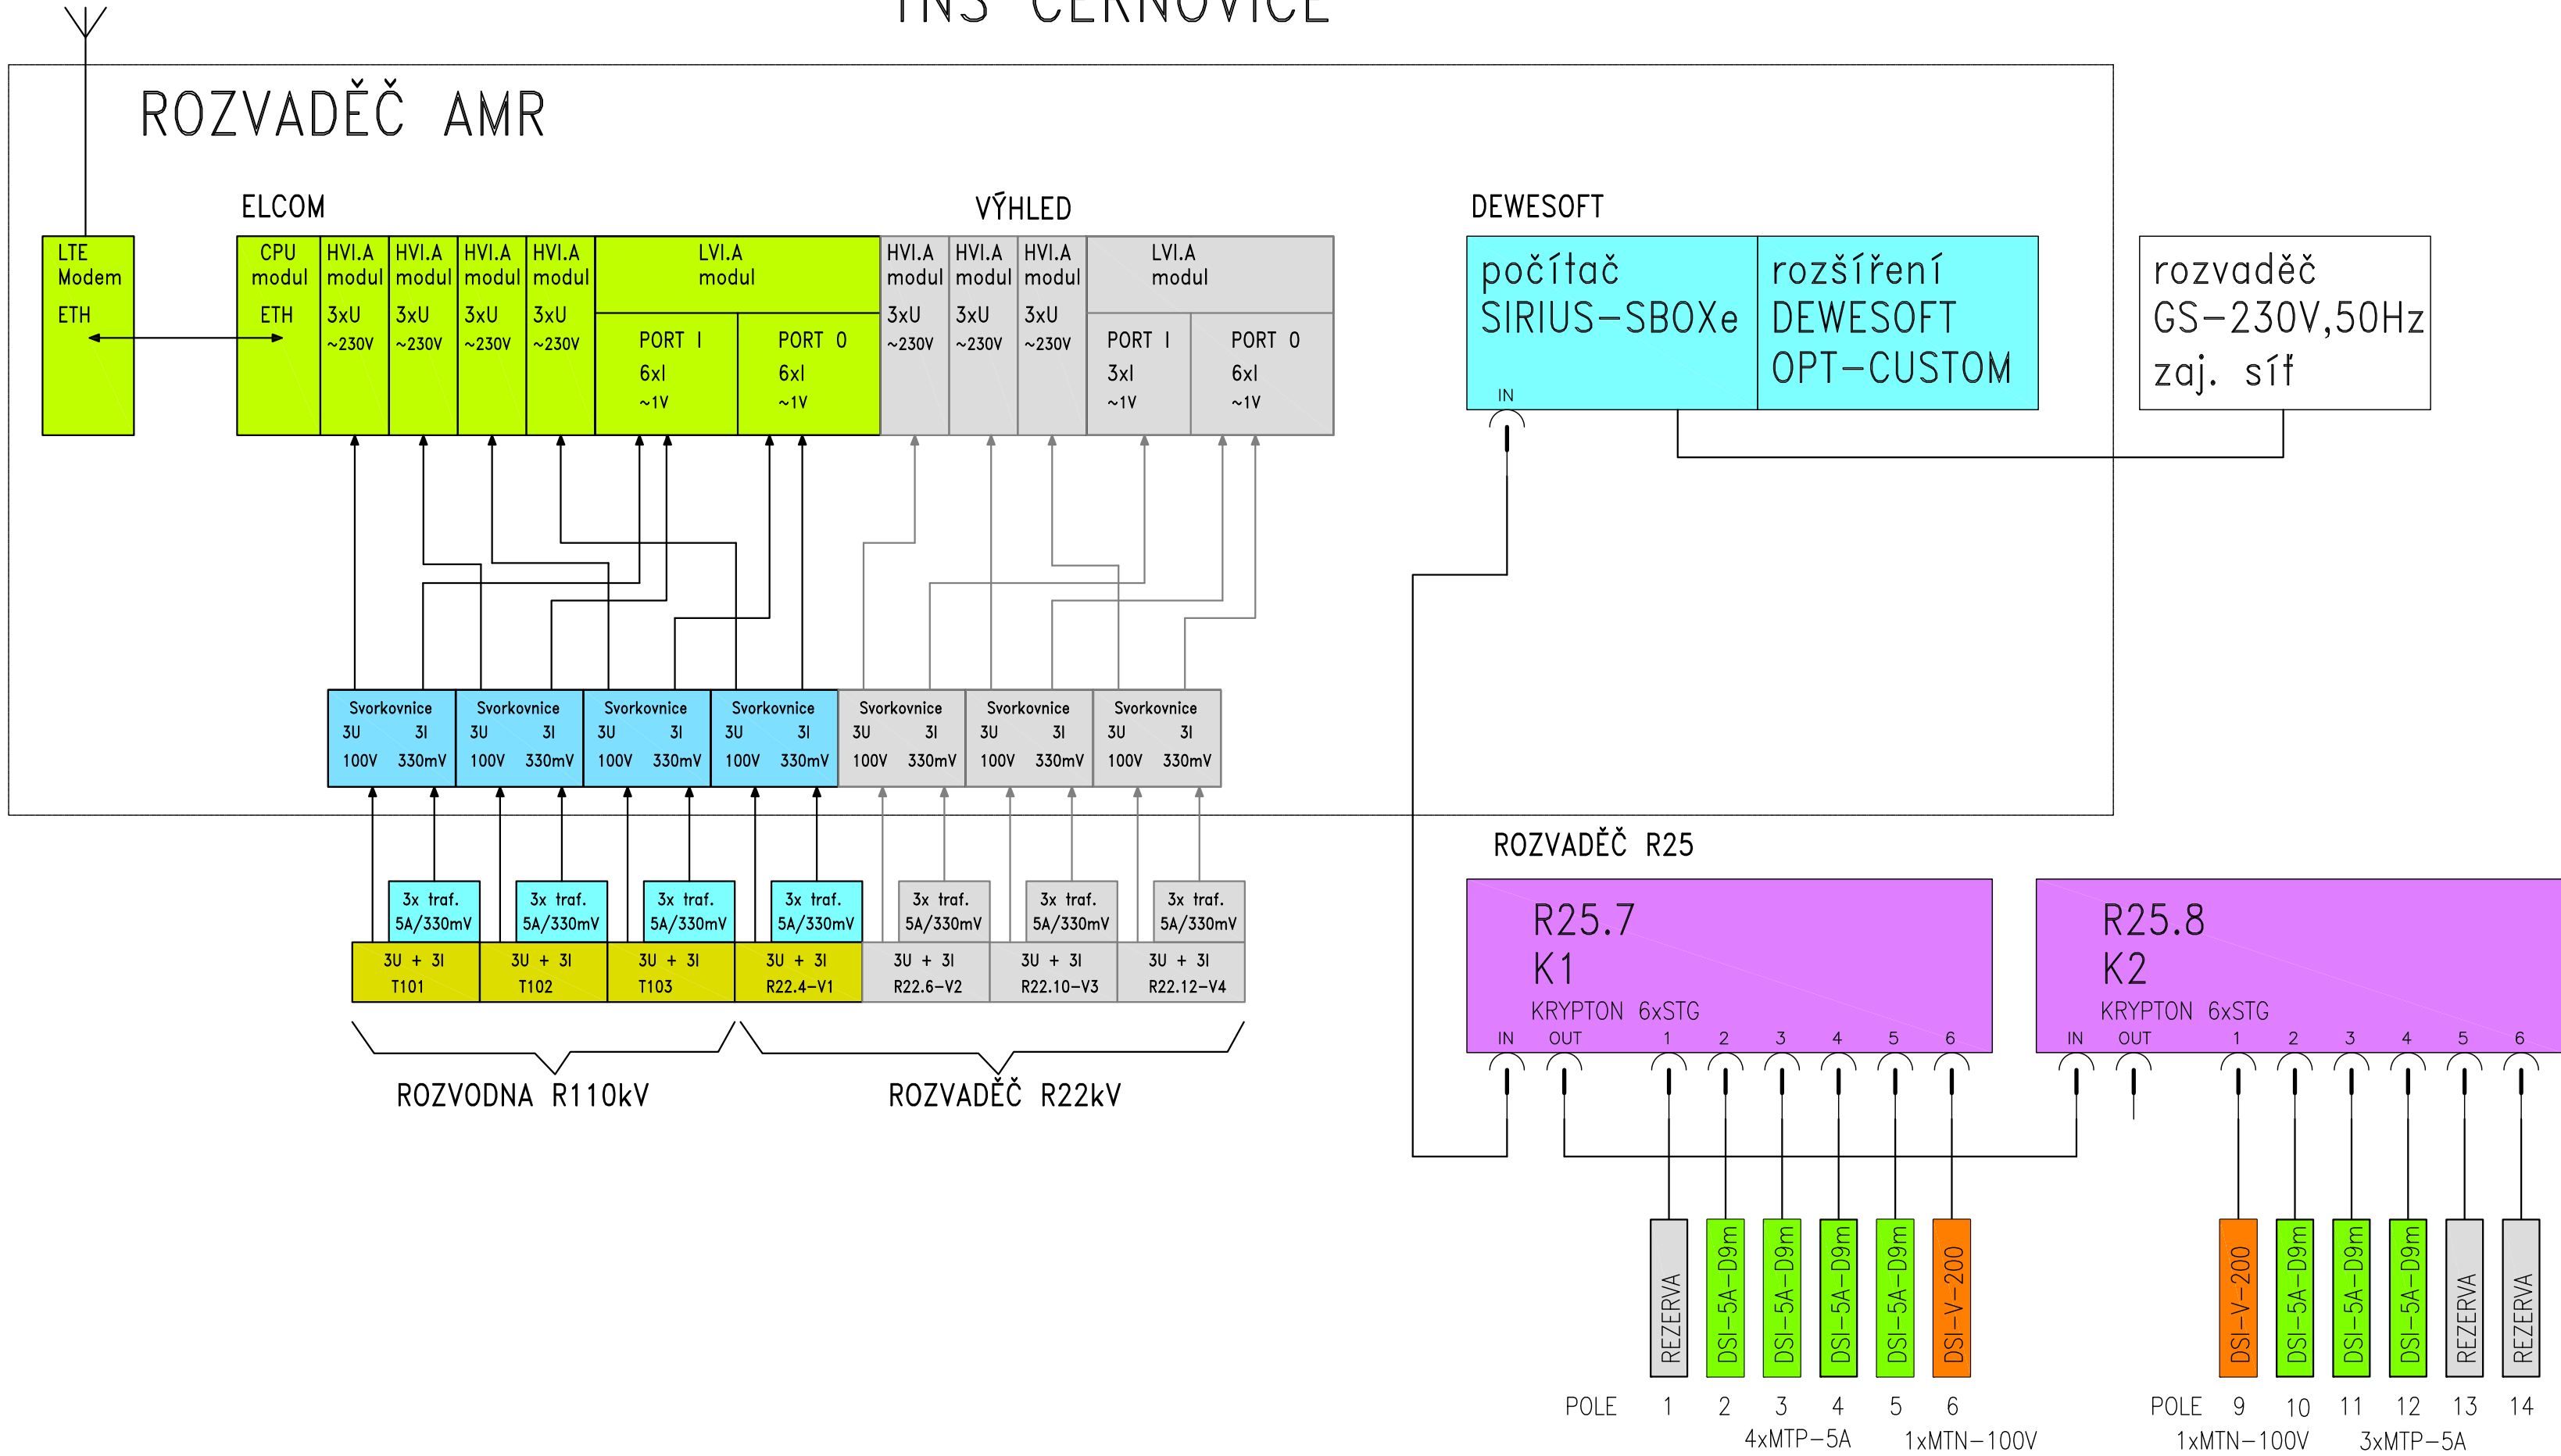 TNS ČERNOVICE
ROZVADĚČ AMR
ELCOM
VÝHLED
DEWESOFT
LTE
Modem
ETH
CPU
modul
ETH
HVI.A
modul
3xU
~230V
HVI.A
modul
3xU
~230V
HVI.A
modul
3xU
~230V
HVI.A
modul
3xU
~230V
LVI.A
modul
PORT I
6xI
~1V
PORT O
6xI
~1V
HVI.A
modul
3xU
~230V
HVI.A
modul
3xU
~230V
HVI.A
modul
3xU
~230V
LVI.A
modul
PORT I
3xI
~1V
PORT O
6xI
~1V
počítač
SIRIUS-SBOXe
IN
rozšíření
DEWESOFT
OPT-CUSTOM
rozvaděč
GS-230V,50Hz
zaj. síť
Svorkovnice
3U 3I
100V 330mV
Svorkovnice
3U 3I
100V 330mV
Svorkovnice
3U 3I
100V 330mV
Svorkovnice
3U 3I
100V 330mV
Svorkovnice
3U 3I
100V 330mV
Svorkovnice
3U 3I
100V 330mV
Svorkovnice
3U 3I
100V 330mV
3x traf.
5A/330mV
3x traf.
5A/330mV
3x traf.
5A/330mV
3x traf.
5A/330mV
3x traf.
5A/330mV
3x traf.
5A/330mV
3x traf.
5A/330mV
3U + 3I
T101
3U + 3I
T102
3U + 3I
T103
3U + 3I
R22.4-V1
3U + 3I
R22.6-V2
3U + 3I
R22.10-V3
3U + 3I
R22.12-V4
ROZVODNA R110kV
ROZVADĚČ R22kV
ROZVADĚČ R25
R25.7
K1
KRYPTON 6xSTG
IN OUT 1 2 3 4 5 6
R25.8
K2
KRYPTON 6xSTG
IN OUT 1 2 3 4 5 6
REZERVA
DSI-5A-D9m
DSI-5A-D9m
DSI-5A-D9m
DSI-5A-D9m
DSI-V-200
DSI-V-200
DSI-5A-D9m
DSI-5A-D9m
DSI-5A-D9m
REZERVA
REZERVA
POLE 1 2 3 4 5 6
4xMTP-5A 1xMTN-100V
POLE 9 10 11 12 13 14
1xMTN-100V 3xMTP-5A